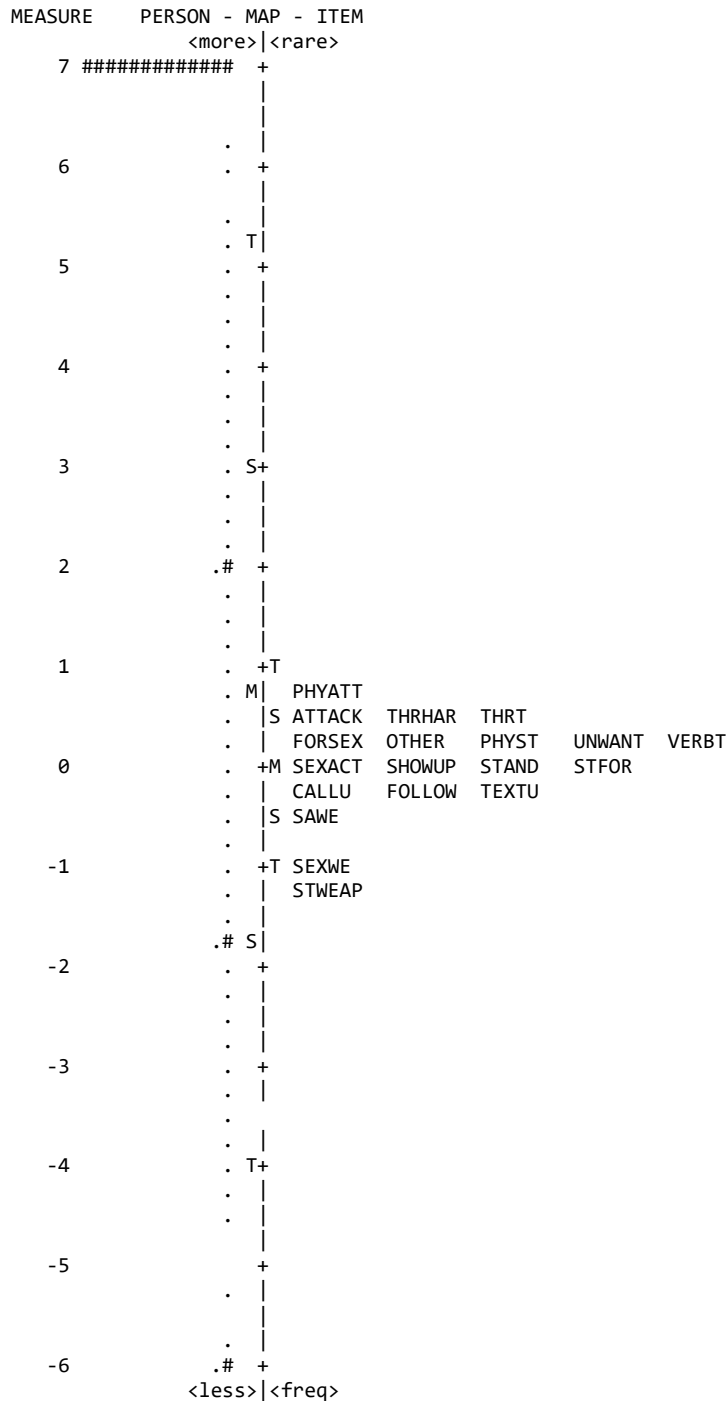 MEASURE    PERSON - MAP - ITEM
                <more>|<rare>
    7 #############  +
                     |
                     |
                  .  |
    6             .  +
                     |
                  .  |
                  . T|
    5             .  +
                  .  |
                  .  |
                  .  |
    4             .  +
                  .  |
                  .  |
                  .  |
    3             . S+
                  .  |
                  .  |
                  .  |
    2            .#  +
                  .  |
                  .  |
                  .  |
    1             .  +T
                  . M|  PHYATT
                  .  |S ATTACK  THRHAR  THRT
                  .  |  FORSEX  OTHER   PHYST   UNWANT  VERBT
    0             .  +M SEXACT  SHOWUP  STAND   STFOR
                  .  |  CALLU   FOLLOW  TEXTU
                  .  |S SAWE
                  .  |
   -1             .  +T SEXWE
                  .  |  STWEAP
                  .  |
                 .# S|
   -2             .  +
                  .  |
                  .  |
                  .  |
   -3             .  +
                  .  |
                  .
                  .  |
   -4             . T+
                  .  |
                  .  |
                     |
   -5                +
                  .  |
                     |
                  .  |
   -6            .#  +
                <less>|<freq>